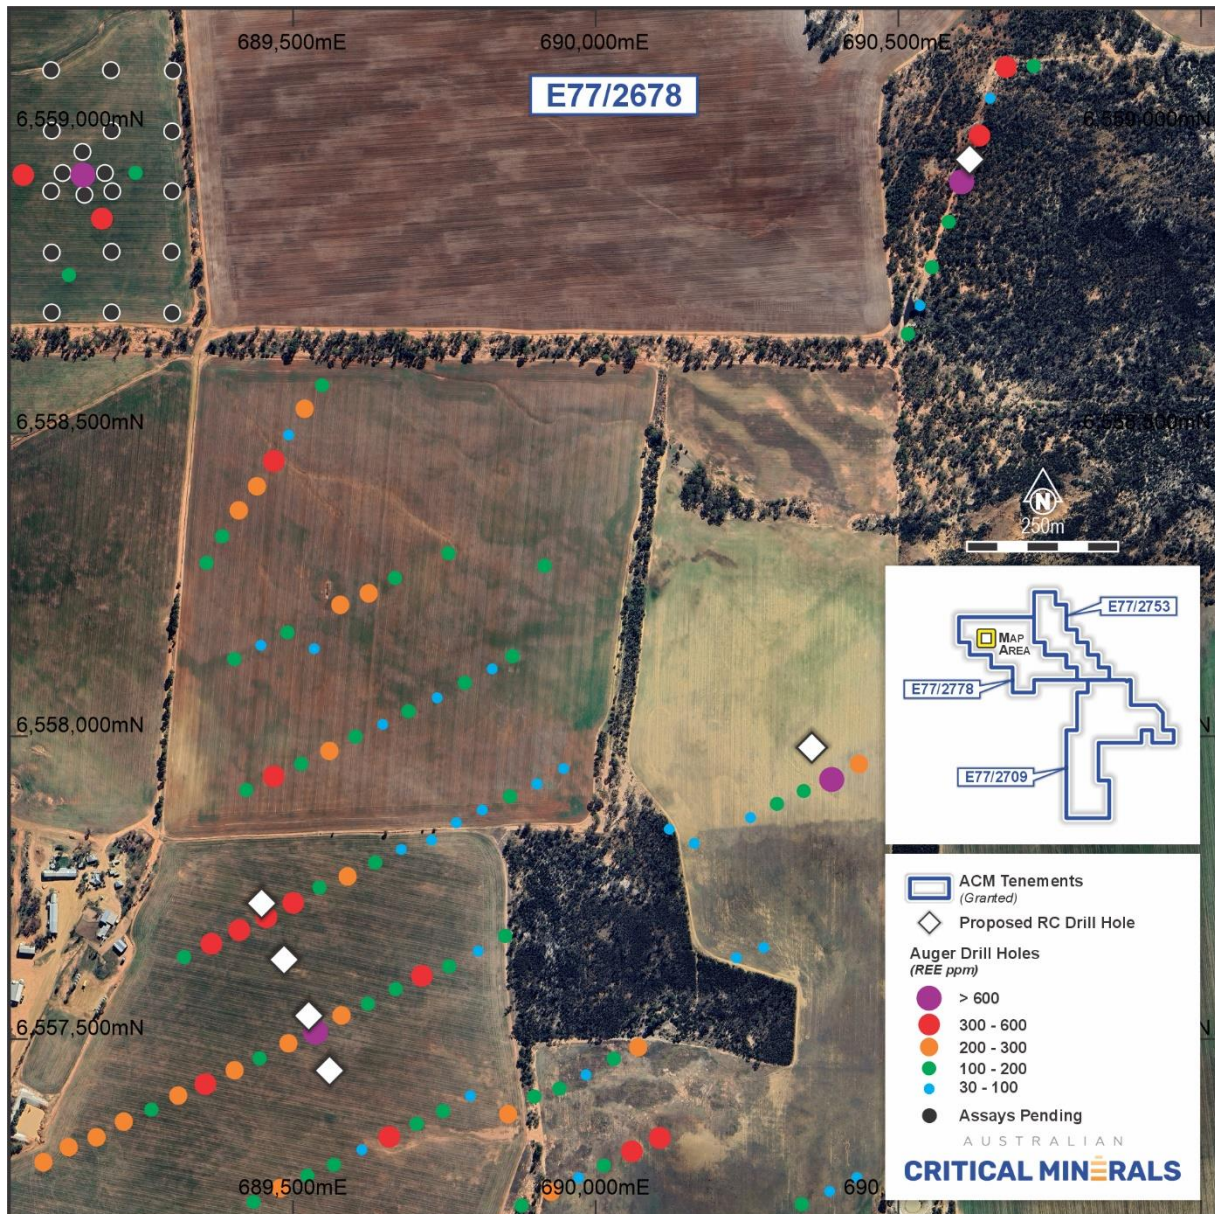 689,500mE
690,000mE
690,500mE
E77/2678
6,559,000mN
6,559,000mN
6,558,500mN
6,558,500mN
N
250m
E77/2753
MAP
AREA
E77/2778
6,558,000mN
E77/2709
ACM Tenements
(Granted)
Proposed RC Drill Hole
Auger Drill Holes
(REE ppm)
> 600
300 - 600
200 - 300
100 - 200
30 - 100
Assays Pending
6,557,500mN
AUSTRALIAN
CRITICAL MINERALS
689,500mE
690,000mE
690,